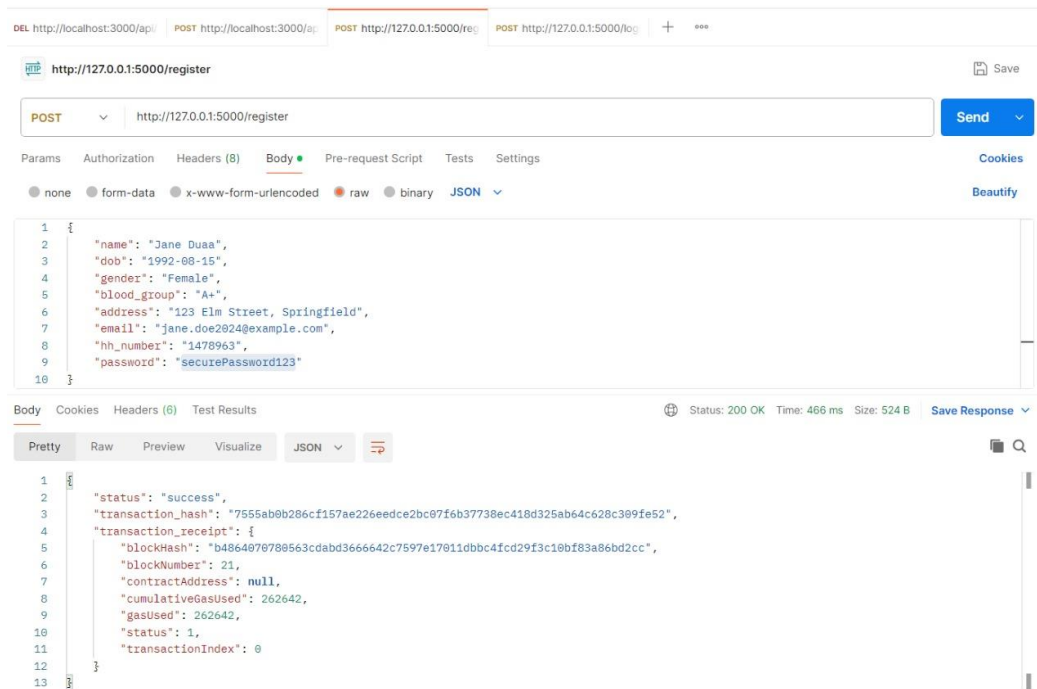 DEL http://localhost:3000/api/ POST http://localhost:3000/ap POST http://127.0.0.1:5000/reg POST http://127.0.0.1:5000/log + ooo
HTTP http://127.0.0.1:5000/register Save
POST http://127.0.0.1:5000/register Send
Params Authorization Headers (8) Body Pre-request Script Tests Settings Cookies
none form-data x-www-form-urlencoded raw binary JSON Beautify
1 {
2 "name": "Jane Duaa",
3 "dob": "1992-08-15",
4 "gender": "Female",
5 "blood_group": "A+",
6 "address": "123 Elm Street, Springfield",
7 "email": "jane.doe2024@example.com",
8 "hh_number": "1478963",
9 "password": "securePassword123"
10 }
Body Cookies Headers (6) Test Results Status: 200 OK Time: 466 ms Size: 524 B Save Response
Pretty Raw Preview Visualize JSON
1 {
2 "status": "success",
3 "transaction_hash": "7555ab0b286cf157ae226eedce2bc07f6b37738ec418d325ab64c628c309fe52",
4 "transaction_receipt": {
5 "blockHash": "b4864070780563cdabd3666642c7597e17011dbbc4fcd29f3c10bf83a86bd2cc",
6 "blockNumber": 21,
7 "contractAddress": null,
8 "cumulativeGasUsed": 262642,
9 "gasUsed": 262642,
10 "status": 1,
11 "transactionIndex": 0
12 }
13 }